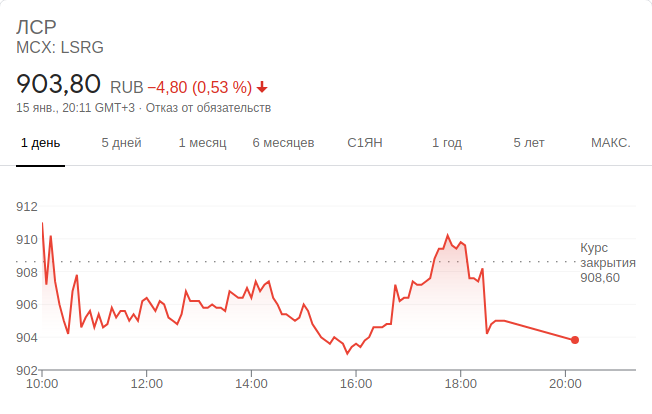 ЛСР
MCX: LSRG
903,80 RUB −4,80 (0,53 %)
15 янв., 20:11 GMT+3 · Отказ от обязательств
1 день 5 дней 1 месяц 6 месяцев С1ЯН 1 год 5 лет МАКС.
912
910
908
906
904
902
Курс
закрытия
908,60
10:00 12:00 14:00 16:00 18:00 20:00